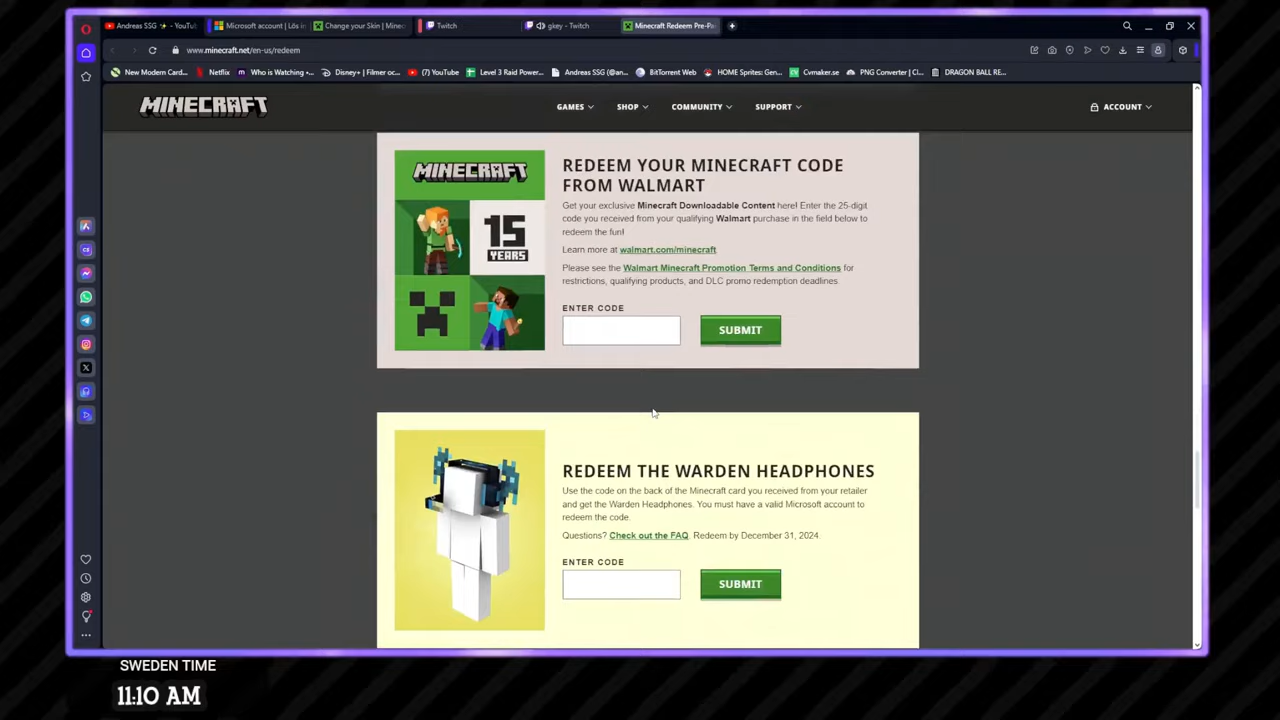 Andreas SSG ✨ - YouTu
Microsoft account | Lös i
Change your Skin | Minec
Twitch
gkey - Twitch
Minecraft Redeem Pre-Pa
www.minecraft.net/en-us/redeem
New Modern Card...
Netflix
Who is Watching •...
Disney+ | Filmer oc...
(7) YouTube
Level 3 Raid Power...
Andreas SSG (@an...
BitTorrent Web
HOME Sprites: Gen...
Cvmaker.se
PNG Converter | Cl...
DRAGON BALL RE...
MINECRAFT
GAMES
SHOP
COMMUNITY
SUPPORT
ACCOUNT
MINECRAFT
15
YEARS
REDEEM YOUR MINECRAFT CODE
FROM WALMART
Get your exclusive Minecraft Downloadable Content here! Enter the 25-digit
code you received from your qualifying Walmart purchase in the field below to
redeem the fun!
Learn more at walmart.com/minecraft
Please see the Walmart Minecraft Promotion Terms and Conditions for
restrictions, qualifying products, and DLC promo redemption deadlines
ENTER CODE
SUBMIT
REDEEM THE WARDEN HEADPHONES
Use the code on the back of the Minecraft card you received from your retailer
and get the Warden Headphones. You must have a valid Microsoft account to
redeem the code.
Questions? Check out the FAQ. Redeem by December 31, 2024.
ENTER CODE
SUBMIT
SWEDEN TIME
11:10 AM